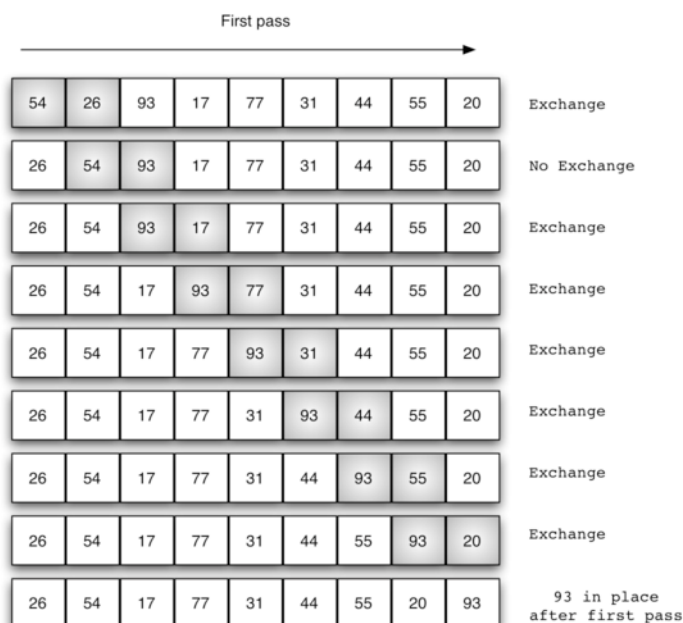 First pass
54 26 93 17 77 31 44 55 20 Exchange
26 54 93 17 77 31 44 55 20 No Exchange
26 54 93 17 77 31 44 55 20 Exchange
26 54 17 93 77 31 44 55 20 Exchange
26 54 17 77 93 31 44 55 20 Exchange
26 54 17 77 31 93 44 55 20 Exchange
26 54 17 77 31 44 93 55 20 Exchange
26 54 17 77 31 44 55 93 20 Exchange
26 54 17 77 31 44 55 20 93 93 in place
after first pass